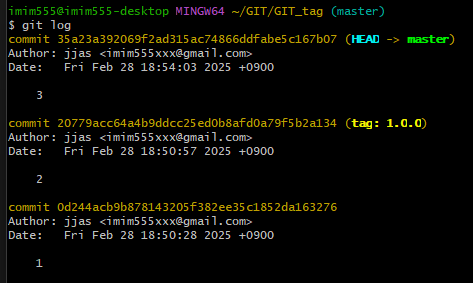 imim555@imim555-desktop MINGW64 ~/GIT/GIT_tag (master)
$ git log
commit 35a23a392069f2ad315ac74866ddfabe5c167b07 (HEAD -> master)
Author: jjas <imim555xxx@gmail.com>
Date:   Fri Feb 28 18:54:03 2025 +0900
3
commit 20779acc64a4b9ddcc25ed0b8afd0a79f5b2a134 (tag: 1.0.0)
Author: jjas <imim555xxx@gmail.com>
Date:   Fri Feb 28 18:50:57 2025 +0900
2
commit 0d244acb9b878143205f382ee35c1852da163276
Author: jjas <imim555xxx@gmail.com>
Date:   Fri Feb 28 18:50:28 2025 +0900
1